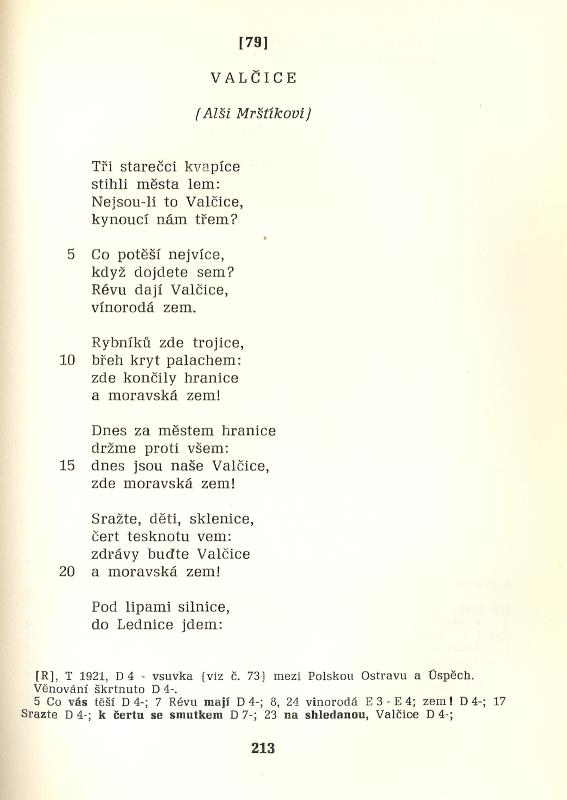 [79]
VALČICE
(Alši Mrštíkovi)
Tři starečci kvapíce
stihli města lem:
Nejsou-li to Valčice,
kynoucí nám třem?
5 Co potěší nejvíce,
když dojdete sem?
Révu dají Valčice,
vínorodá zem.
Rybníků zde trojice,
10 břeh kryt palachem:
zde končily hranice
a moravská zem!
Dnes za městem hranice
držme proti všem:
15 dnes jsou naše Valčice,
zde moravská zem!
Sražte, děti, sklenice,
čert tesknotu vem:
zdrávy buďte Valčice
20 a moravská zem!
Pod lipami silnice,
do Lednice jdem:
[R], T 1921, D 4 - vsuvka (viz č. 73) mezi Polskou Ostravu a Úspěch.
Věnování škrtnuto D 4-.
5 Co vás těší D 4-; 7 Révu mají D 4-; 8, 24 vinorodá E 3 - E 4; zem! D 4-; 17
Srazte D 4-; k čertu se smutkem D 7-; 23 na shledanou, Valčice D 4-;
213